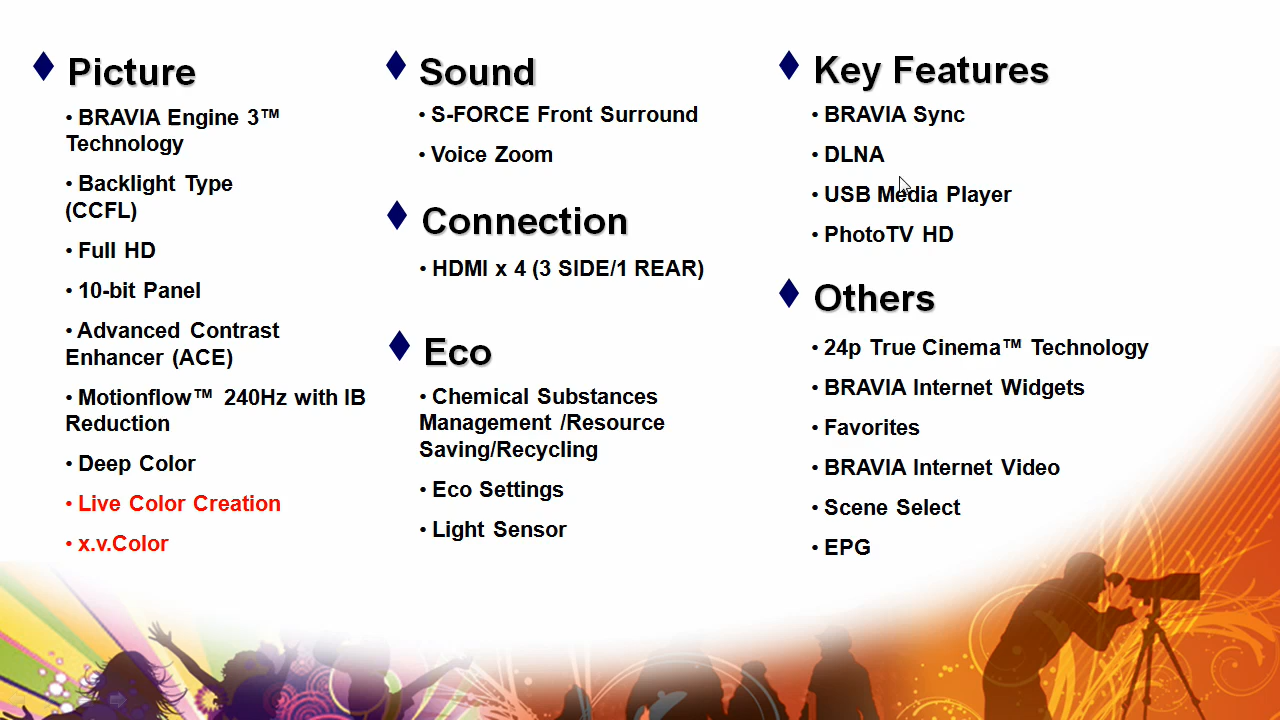 Picture
• BRAVIA Engine 3™
Technology
• Backlight Type
(CCFL)
• Full HD
• 10-bit Panel
• Advanced Contrast
Enhancer (ACE)
• Motionflow™ 240Hz with IB
Reduction
• Deep Color
• Live Color Creation
• x.v.Color
Sound
• S-FORCE Front Surround
• Voice Zoom
Connection
• HDMI x 4 (3 SIDE/1 REAR)
Eco
• Chemical Substances
Management /Resource
Saving/Recycling
• Eco Settings
• Light Sensor
Key Features
• BRAVIA Sync
• DLNA
• USB Media Player
• PhotoTV HD
Others
• 24p True Cinema™ Technology
• BRAVIA Internet Widgets
• Favorites
• BRAVIA Internet Video
• Scene Select
• EPG